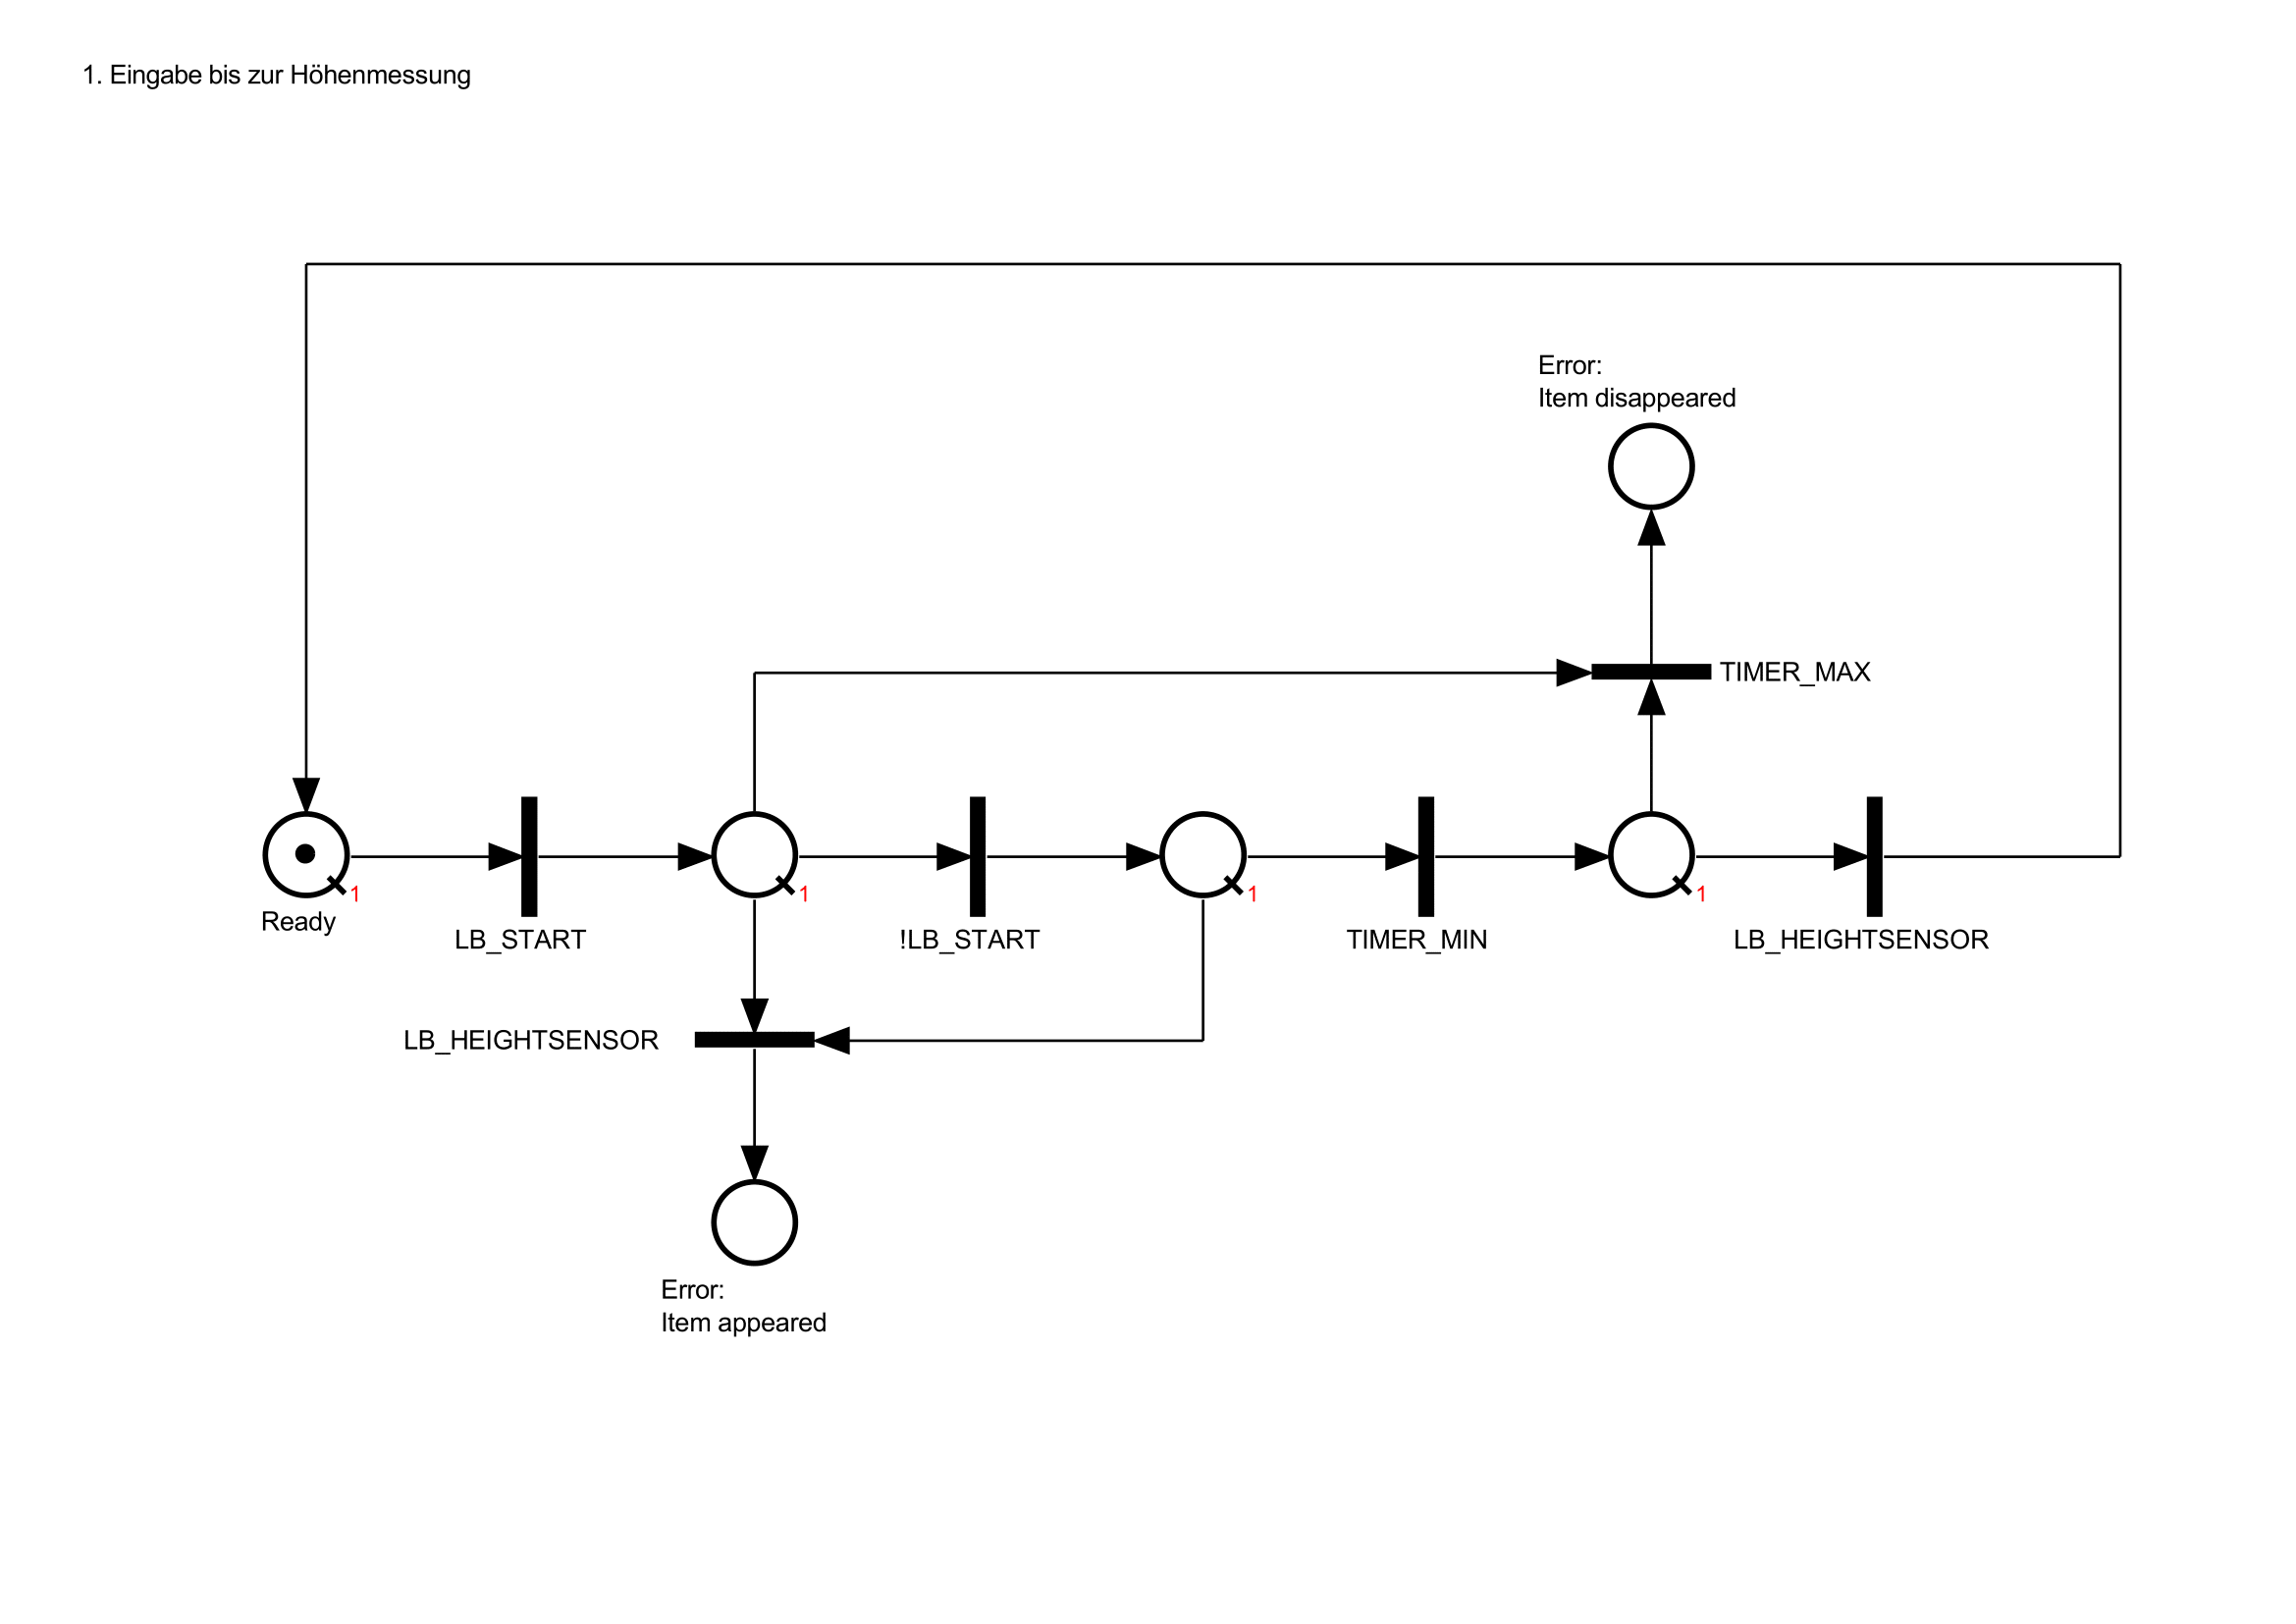 1. Eingabe bis zur Höhenmessung
Error:
Item disappeared
TIMER_MAX
1
1
1
1
Ready
LB_START
!LB_START
TIMER_MIN
LB_HEIGHTSENSOR
LB_HEIGHTSENSOR
Error:
Item appeared